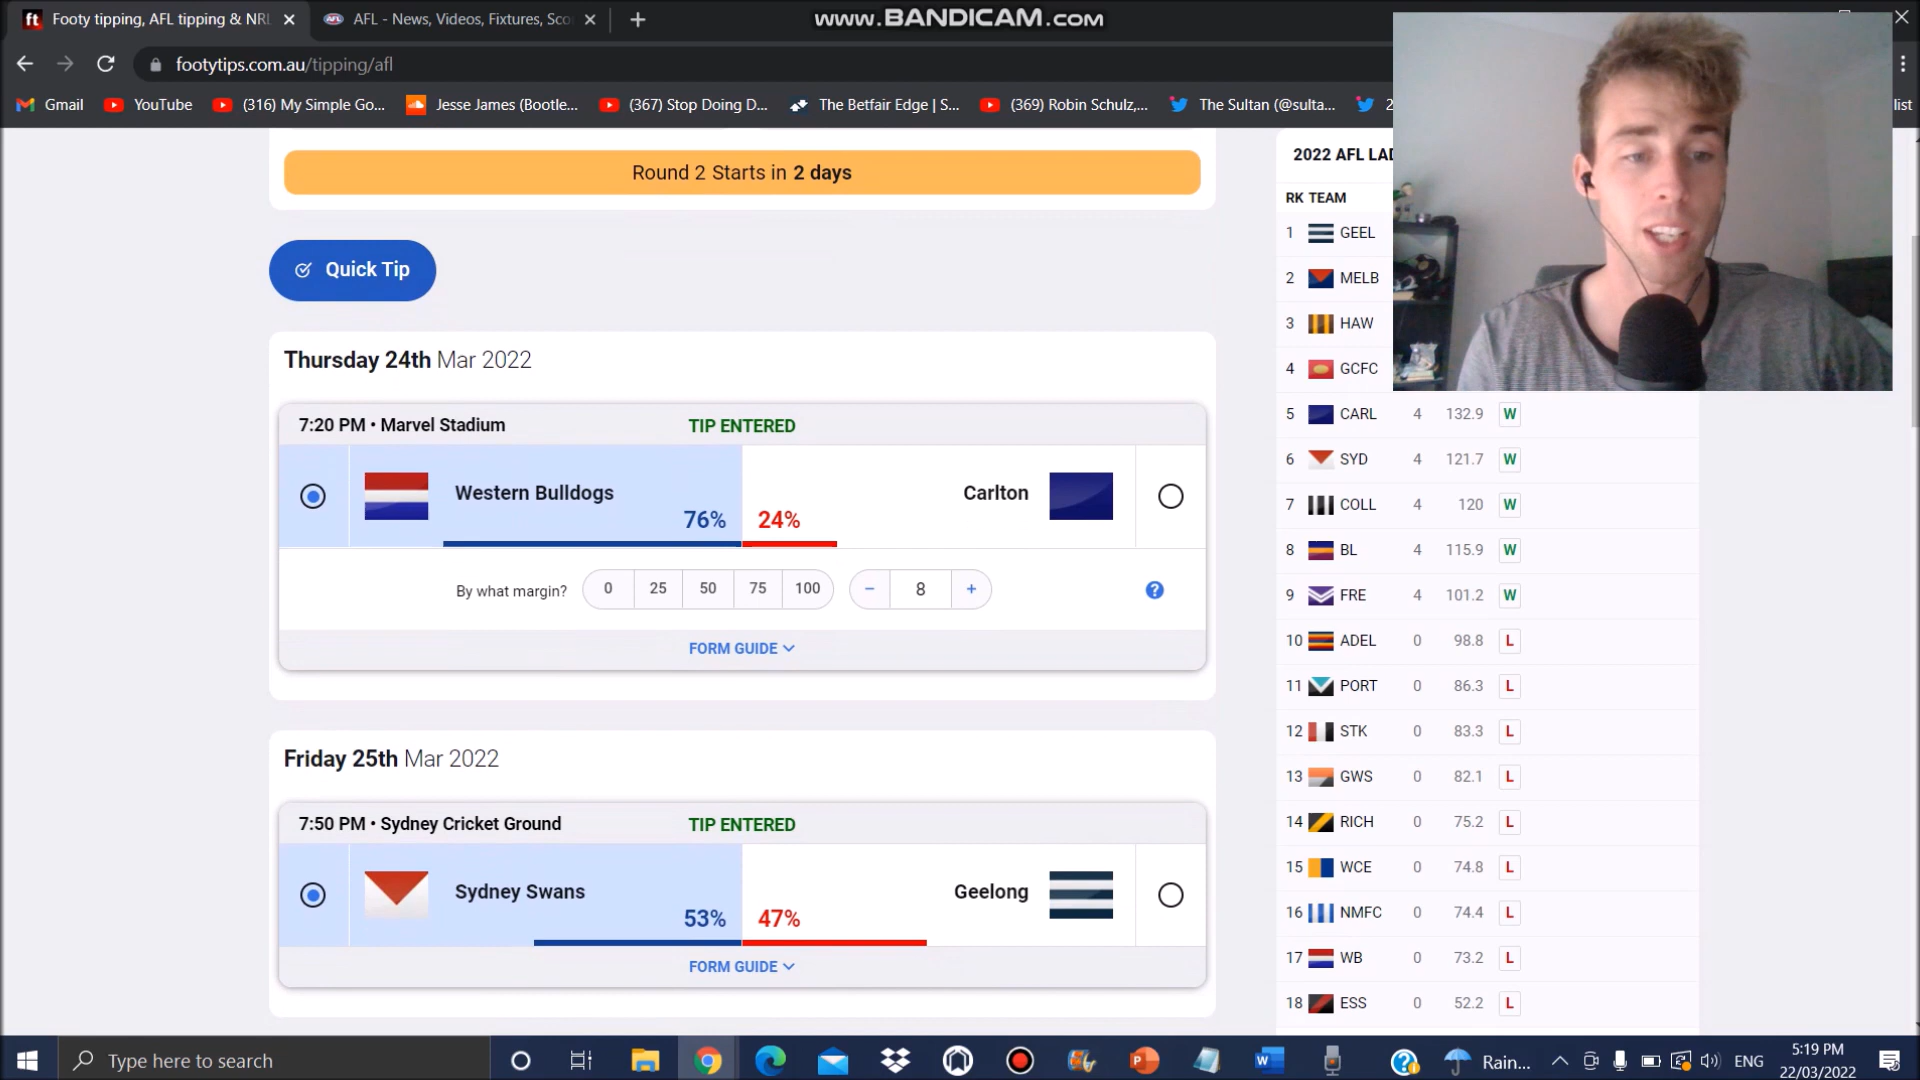 Footy tipping, AFL tipping & NRL
AFL - News, Videos, Fixtures, Sco
www.BANDICAM.com
footytips.com.au/tipping/afl
Gmail
YouTube
(316) My Simple Go...
Jesse James (Bootle...
(367) Stop Doing D...
The Betfair Edge | S...
(369) Robin Schulz,...
The Sultan (@sulta...
2
list
Round 2 Starts in 2 days
Quick Tip
Thursday 24th Mar 2022
7:20 PM • Marvel Stadium
TIP ENTERED
Western Bulldogs
76%
24%
Carlton
By what margin?
0 25 50 75 100
− 8 +
?
FORM GUIDE
Friday 25th Mar 2022
7:50 PM • Sydney Cricket Ground
TIP ENTERED
Sydney Swans
53%
47%
Geelong
FORM GUIDE
2022 AFL LAD
RK TEAM
1 GEEL
2 MELB
3 HAW
4 GCFC
5 CARL 4 132.9 W
6 SYD 4 121.7 W
7 COLL 4 120 W
8 BL 4 115.9 W
9 FRE 4 101.2 W
10 ADEL 0 98.8 L
11 PORT 0 86.3 L
12 STK 0 83.3 L
13 GWS 0 82.1 L
14 RICH 0 75.2 L
15 WCE 0 74.8 L
16 NMFC 0 74.4 L
17 WB 0 73.2 L
18 ESS 0 52.2 L
Type here to search
Rain...
ENG
5:19 PM
22/03/2022